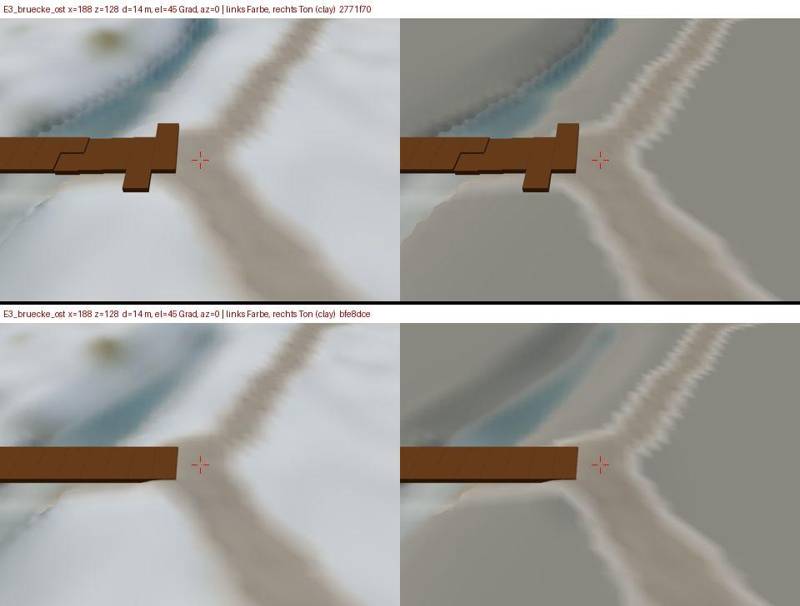 E3_bruecke_ost x=188 z=128 d=14 m, el=45 Grad, az=0 | links Farbe, rechts Ton (clay) 2771f70
E3_bruecke_ost x=188 z=128 d=14 m, el=45 Grad, az=0 | links Farbe, rechts Ton (clay) bfe8dce